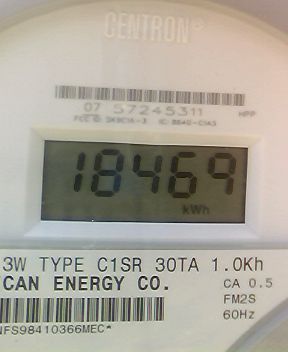 CENTRON®
07 57245311 HPP
18469
kWh
3W TYPE C1SR 30TA 1.0Kh
CAN ENERGY CO. CA 0.5
FM2S
NFS98410366MEC* 60Hz